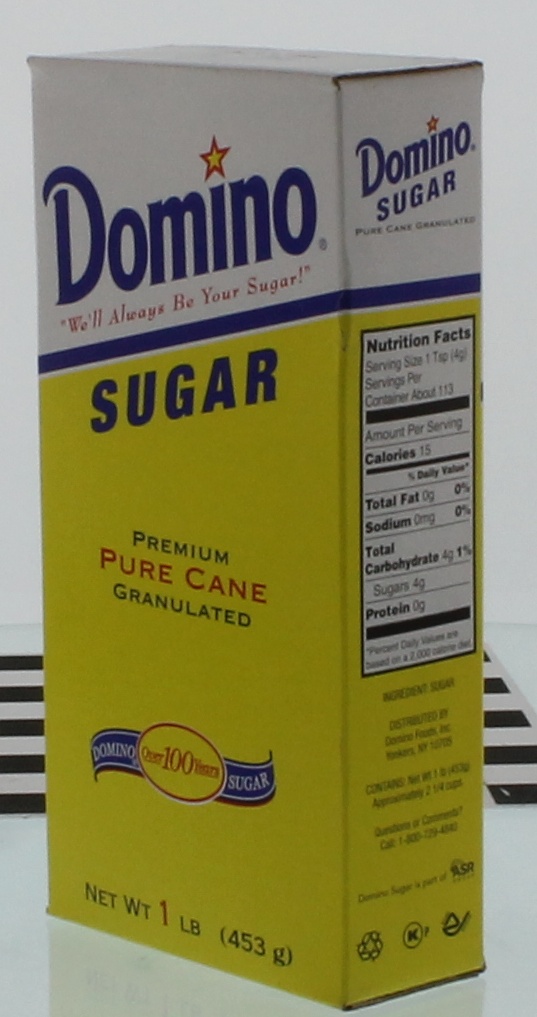 Domino®
"We'll Always Be Your Sugar!"
SUGAR
PREMIUM
PURE CANE
GRANULATED
DOMINO Over 100 Years SUGAR
NET WT 1 LB (453 g)
Domino®
SUGAR
PURE CANE GRANULATED
Nutrition Facts
Serving Size 1 Tsp (4g)
Servings Per
Container About 113
Amount Per Serving
Calories 15
% Daily Value*
Total Fat 0g 0%
Sodium 0mg 0%
Total
Carbohydrate 4g 1%
Sugars 4g
Protein 0g
*Percent Daily Values are
based on a 2,000 calorie diet.
INGREDIENT: SUGAR
DISTRIBUTED BY
Domino Foods, Inc.
Yonkers, NY 10705
CONTAINS: Net Wt 1 lb (453g)
Approximately 2 1/4 cups
Questions or Comments?
Call:
Domino Sugar is part of ASR
K P